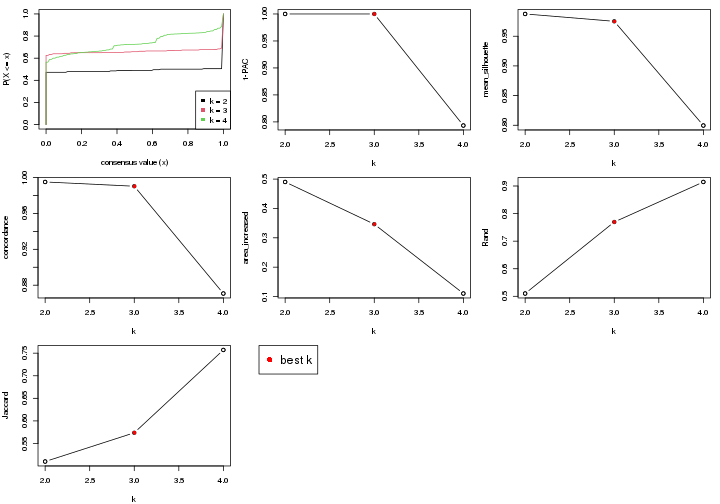 P(X <= x)
0.0 0.2 0.4 0.6 0.8 1.0
k = 2
k = 3
k = 4
0.0 0.2 0.4 0.6 0.8 1.0
consensus value (x)
1-PAC
0.80 0.85 0.90 0.95 1.00
2.0 2.5 3.0 3.5 4.0
k
mean_silhouette
0.80 0.85 0.90 0.95
2.0 2.5 3.0 3.5 4.0
k
concordance
0.88 0.92 0.96 1.00
2.0 2.5 3.0 3.5 4.0
k
area_increased
0.1 0.2 0.3 0.4 0.5
2.0 2.5 3.0 3.5 4.0
k
Rand
0.5 0.6 0.7 0.8 0.9
2.0 2.5 3.0 3.5 4.0
k
Jaccard
0.55 0.60 0.65 0.70 0.75
2.0 2.5 3.0 3.5 4.0
k
best k